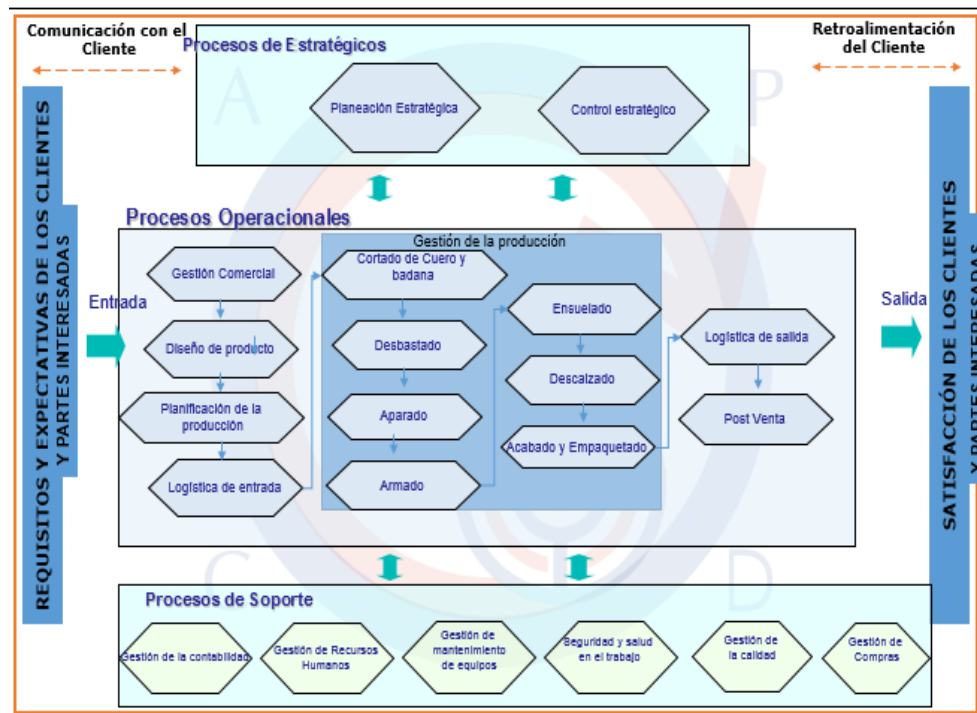 Comunicación con el
Cliente
Procesos de Estratégicos
Retroalimentación
del Cliente
Planeación Estratégica
Control estratégico
A
P
REQUISITOS Y EXPECTATIVAS DE LOS CLIENTES
Y PARTES INTERESADAS
Entrada
Procesos Operacionales
Gestión de la producción
Gestión Comercial
Diseño de producto
Planificación de la
producción
Logística de entrada
Cortado de Cuero y
badana
Desbastado
Aparado
Armado
Ensuelado
Descalzado
Acabado y Empaquetado
Logística de salida
Post Venta
Salida
SATISFACCIÓN DE LOS CLIENTES
Y PARTES INTERESADAS
C
D
Procesos de Soporte
Gestión de la contabilidad
Gestión de Recursos
Humanos
Gestión de
mantenimiento
de equipos
Seguridad y salud
en el trabajo
Gestión de
la calidad
Gestión de
Compras